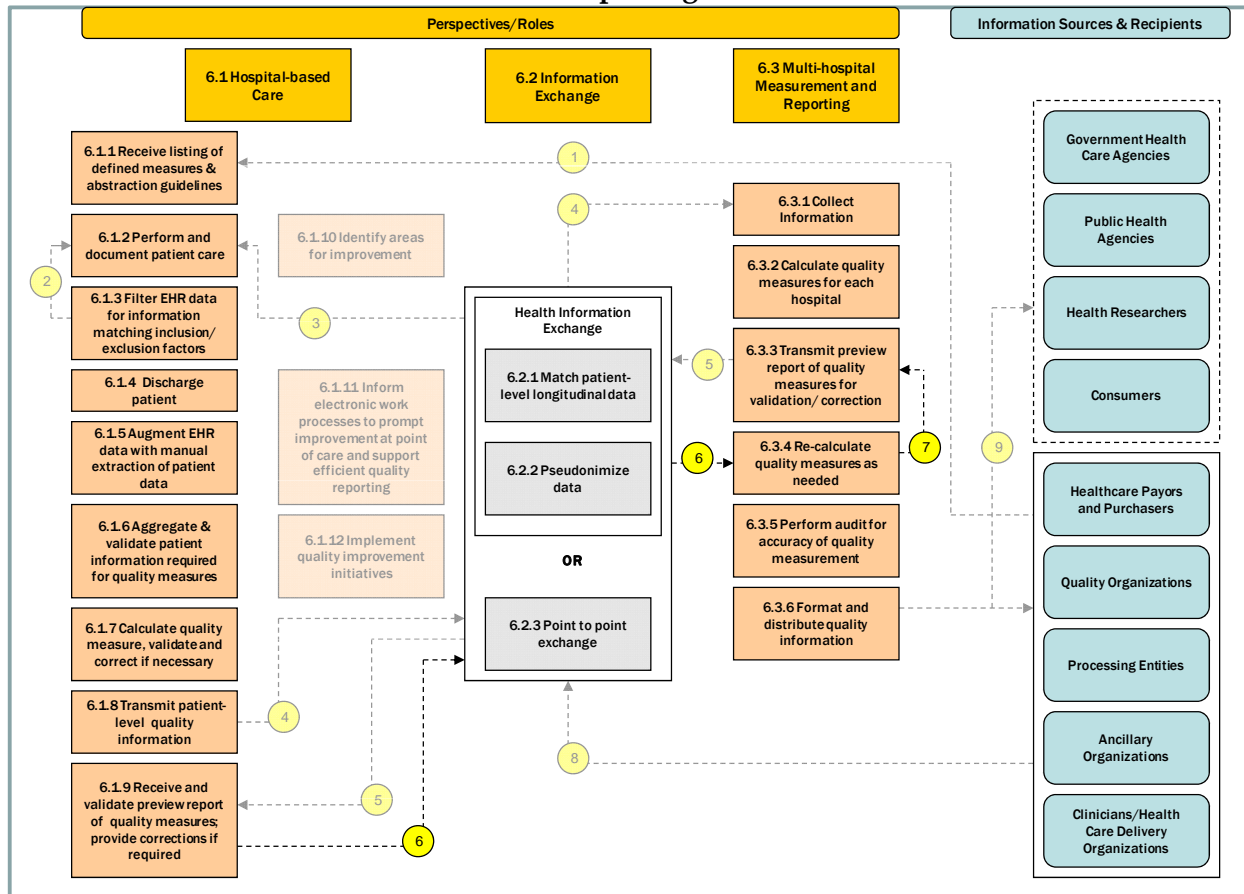 Perspectives/Roles
Information Sources & Recipients
6.1 Hospital-based
Care
6.2 Information
Exchange
6.3 Multi-hospital
Measurement and
Reporting
6.1.1 Receive listing of
defined measures &
abstraction guidelines
6.1.2 Perform and
document patient care
6.1.3 Filter EHR data
for information
matching inclusion/
exclusion factors
6.1.4 Discharge
patient
6.1.5 Augment EHR
data with manual
extraction of patient
data
6.1.6 Aggregate &
validate patient
information required
for quality measures
6.1.7 Calculate quality
measure, validate and
correct if necessary
6.1.8 Transmit patient-
level quality
information
6.1.9 Receive and
validate preview report
of quality measures;
provide corrections if
required
6.1.10 Identify areas
for improvement
6.1.11 Inform
electronic work
processes to prompt
improvement at point
of care and support
efficient quality
reporting
6.1.12 Implement
quality improvement
initiatives
Health Information
Exchange
6.2.1 Match patient-
level longitudinal data
6.2.2 Pseudonimize
data
OR
6.2.3 Point to point
exchange
6.3.1 Collect
Information
6.3.2 Calculate quality
measures for each
hospital
6.3.3 Transmit preview
report of quality
measures for
validation/ correction
6.3.4 Re-calculate
quality measures as
needed
6.3.5 Perform audit for
accuracy of quality
measurement
6.3.6 Format and
distribute quality
information
Government Health
Care Agencies
Public Health
Agencies
Health Researchers
Consumers
Healthcare Payors
and Purchasers
Quality Organizations
Processing Entities
Ancillary
Organizations
Clinicians/Health
Care Delivery
Organizations
1
2
3
4
4
5
5
6
6
7
8
9